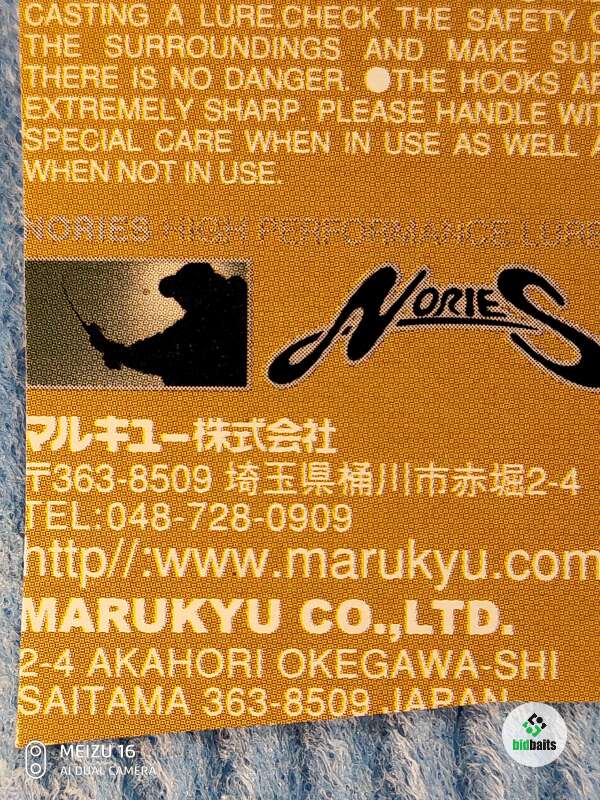 CASTING A LURE,CHECK THE SAFETY
THE SURROUNDINGS AND MAKE
THERE IS NO DANGER. ●THE HOOKS
EXTREMELY SHARP. PLEASE HANDLE
SPECIAL CARE WHEN IN USE AS WELL
WHEN NOT IN USE.
NORIES HIGH PERFORMANCE
NORIES
マルキユー株式会社
〒363-8509 埼玉県桶川市赤堀2-4
TEL:048-728-0909
http//:www.marukyu.com
MARUKYU CO.,LTD.
2-4 AKAHORI OKEGAWA-SHI
SAITAMA 363-8509 JAPAN
bidbaits
MEIZU 16
AI DUAL CAMERA